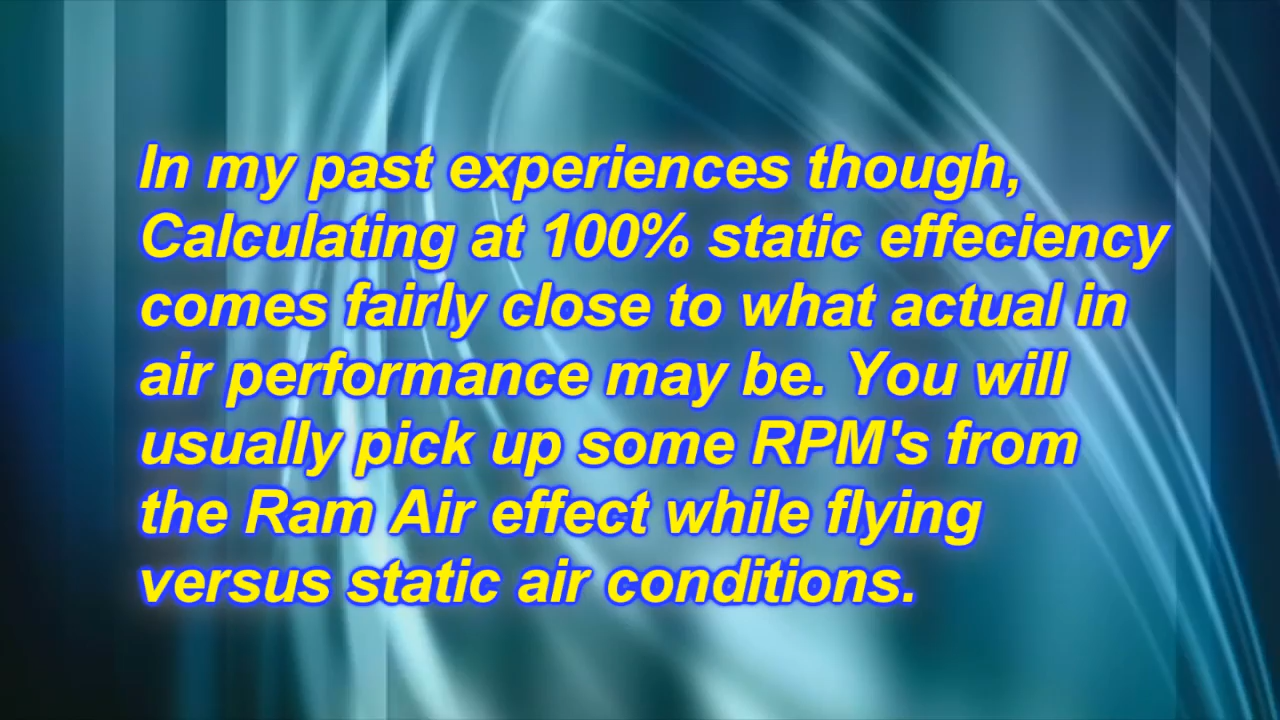 In my past experiences though,
Calculating at 100% static effeciency
comes fairly close to what actual in
air performance may be. You will
usually pick up some RPM's from
the Ram Air effect while flying
versus static air conditions.